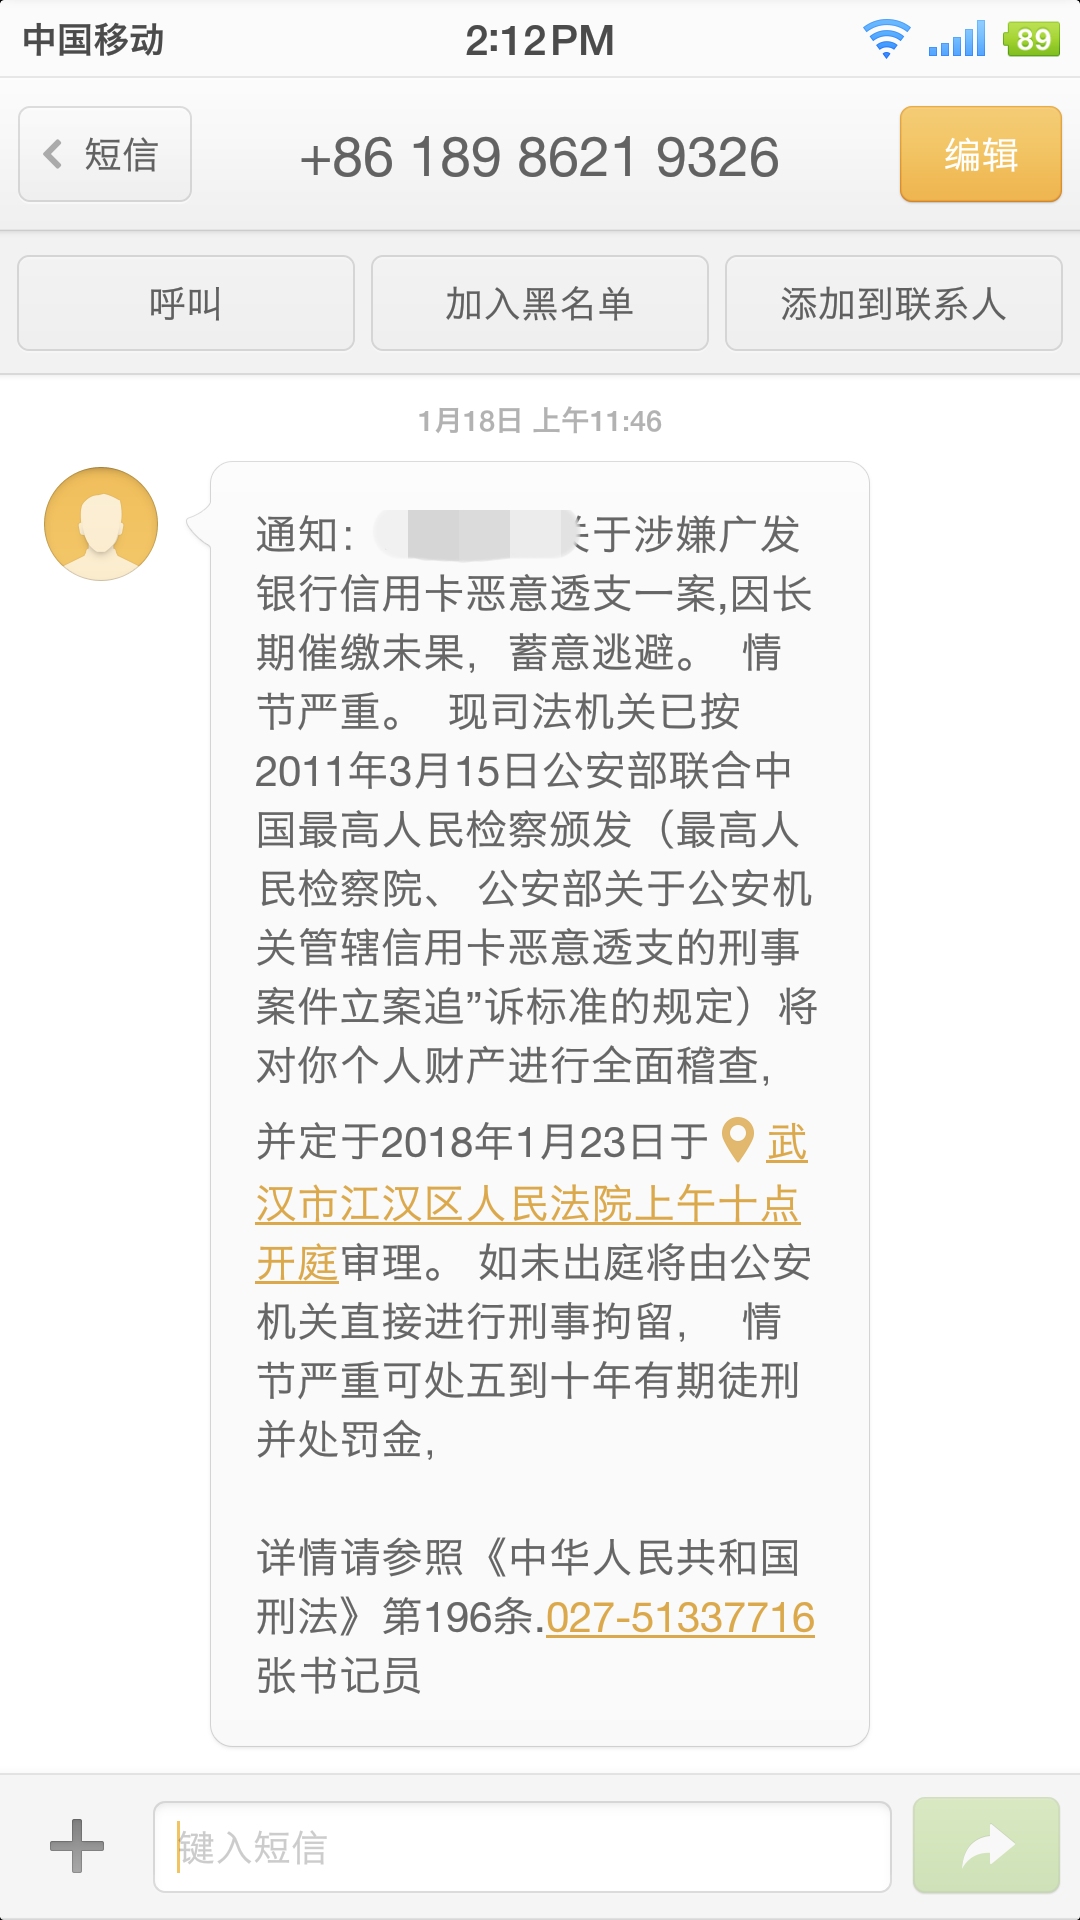 中国移动
2:12PM
89
短信
+86 189 8621 9326
编辑
呼叫
加入黑名单
添加到联系人
1月18日 上午11:46
通知: 关于涉嫌广发
银行信用卡恶意透支一案,因长
期催缴未果, 蓄意逃避。 情
节严重。 现司法机关已按
2011年3月15日公安部联合中
国最高人民检察颁发（最高人
民检察院、 公安部关于公安机
关管辖信用卡恶意透支的刑事
案件立案追”诉标准的规定）将
对你个人财产进行全面稽查,
并定于2018年1月23日于 武
汉市江汉区人民法院上午十点
开庭审理。 如未出庭将由公安
机关直接进行刑事拘留, 情
节严重可处五到十年有期徒刑
并处罚金,
详情请参照《中华人民共和国
刑法》第196条.027-51337716
张书记员
键入短信